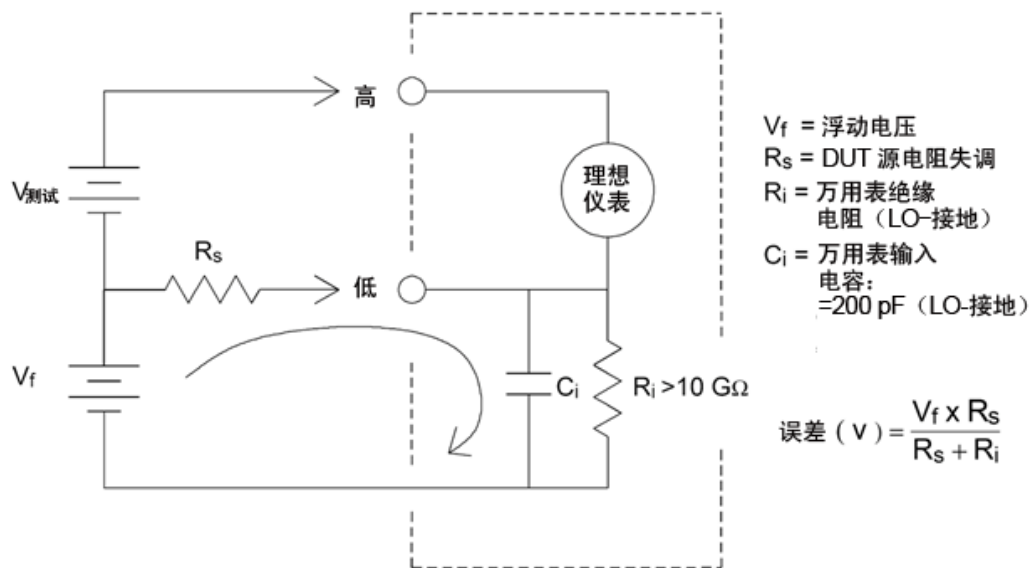 高
V测试
理想
仪表
Rs
低
Vf
Ci
Ri >10 GΩ
Vf = 浮动电压
Rs = DUT 源电阻失调
Ri = 万用表绝缘
电阻（LO-接地）
Ci = 万用表输入
电容：
=200 pF（LO-接地）
误差 ( V ) = Vf x Rs / Rs + Ri